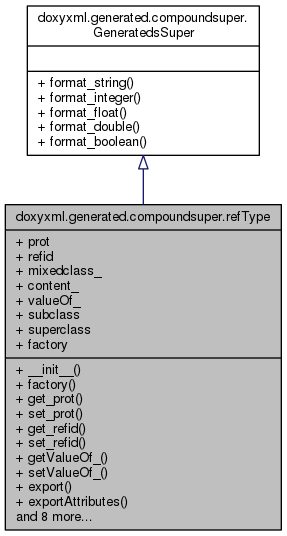 doxyxml.generated.compoundsuper.
GeneratedsSuper
+ format_string()
+ format_integer()
+ format_float()
+ format_double()
+ format_boolean()
doxyxml.generated.compoundsuper.refType
+ prot
+ refid
+ mixedclass_
+ content_
+ valueOf_
+ subclass
+ superclass
+ factory
+ __init__()
+ factory()
+ get_prot()
+ set_prot()
+ get_refid()
+ set_refid()
+ getValueOf_()
+ setValueOf_()
+ export()
+ exportAttributes()
and 8 more...